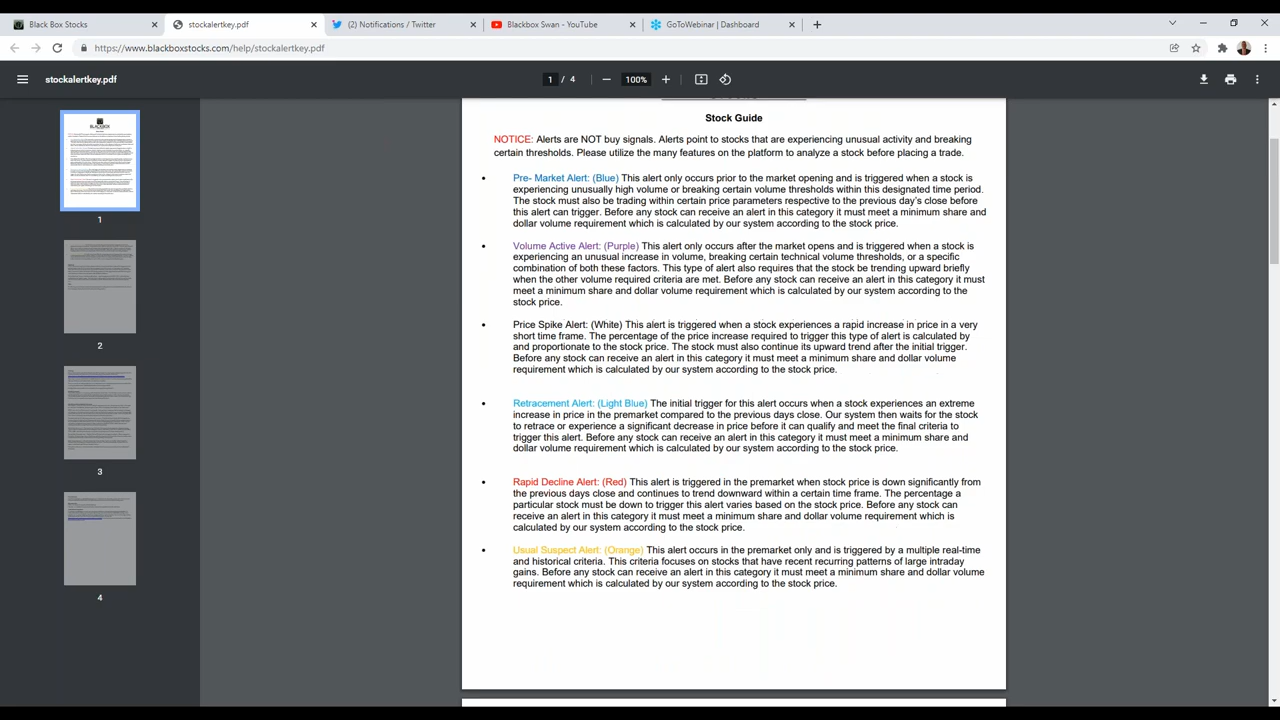 Black Box Stocks
stockalertkey.pdf
(2) Notifications / Twitter
Blackbox Swan - YouTube
GoToWebinar | Dashboard
https://www.blackboxstocks.com/help/stockalertkey.pdf
stockalertkey.pdf
1 / 4
100%
Stock Guide
NOTICE: Alerts are NOT buy signals. Alerts point to stocks that are experiencing unusual activity and breaking
certain thresholds. Please utilize the many features on the platform to analyze a stock before placing a trade.
Pre- Market Alert: (Blue) This alert only occurs prior to the market opening and is triggered when a stock is
experiencing unusually high volume or breaking certain volume thresholds within this designated time period.
The stock must also be trading within certain price parameters respective to the previous day's close before
this alert can trigger. Before any stock can receive an alert in this category it must meet a minimum share and
dollar volume requirement which is calculated by our system according to the stock price.
Volume Active Alert: (Purple) This alert only occurs after the market opens and is triggered when a stock is
experiencing an unusual increase in volume, breaking certain technical volume thresholds, or a specific
combination of both these factors. This type of alert also requires that the stock be trending upward briefly
when the other volume required criteria are met. Before any stock can receive an alert in this category it must
meet a minimum share and dollar volume requirement which is calculated by our system according to the
stock price.
Price Spike Alert: (White) This alert is triggered when a stock experiences a rapid increase in price in a very
short time frame. The percentage of the price increase required to trigger this type of alert is calculated by
and proportionate to the stock price. The stock must also continue its upward trend after the initial trigger.
Before any stock can receive an alert in this category it must meet a minimum share and dollar volume
requirement which is calculated by our system according to the stock price.
Retracement Alert: (Light Blue) The initial trigger for this alert occurs when a stock experiences an extreme
increase in price in the premarket compared to the previous days close. Our system then waits for the stock
to retrace or experience a significant decrease in price before it can qualify and meet the final criteria to
trigger this alert. Before any stock can receive an alert in this category it must meet a minimum share and
dollar volume requirement which is calculated by our system according to the stock price.
Rapid Decline Alert: (Red) This alert is triggered in the premarket when stock price is down significantly from
the previous days close and continues to trend downward within a certain time frame. The percentage a
particular stock must be down to trigger this alert varies based on the stock price. Before any stock can
receive an alert in this category it must meet a minimum share and dollar volume requirement which is
calculated by our system according to the stock price.
Usual Suspect Alert: (Orange) This alert occurs in the premarket only and is triggered by a multiple real-time
and historical criteria. This criteria focuses on stocks that have recent recurring patterns of large intraday
gains. Before any stock can receive an alert in this category it must meet a minimum share and dollar volume
requirement which is calculated by our system according to the stock price.
1
2
3
4